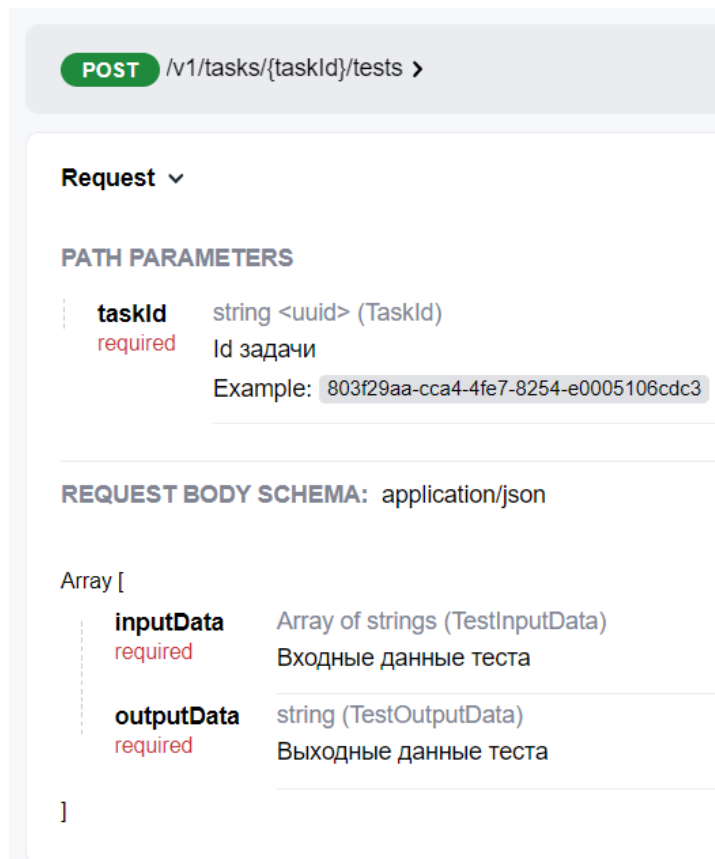 POST /v1/tasks/{taskId}/tests >
Request
PATH PARAMETERS
taskId string <uuid> (TaskId)
required Id задачи
Example: 803f29aa-cca4-4fe7-8254-e0005106cdc3
REQUEST BODY SCHEMA: application/json
Array [
inputData Array of strings (TestInputData)
required Входные данные теста
outputData string (TestOutputData)
required Выходные данные теста
]